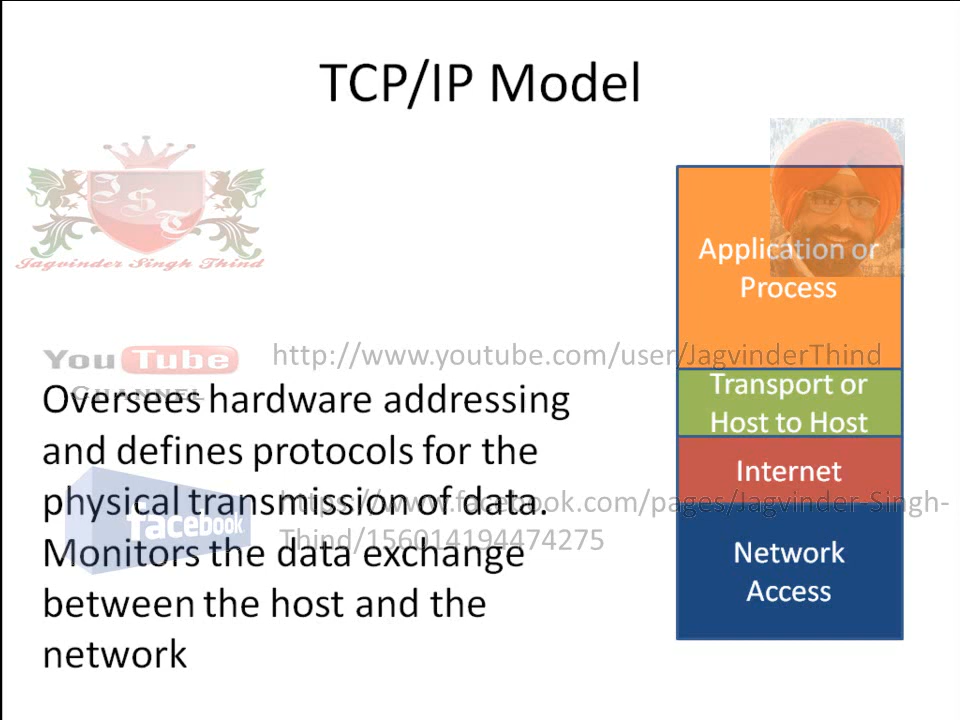 TCP/IP Model
J S T
Jagvinder Singh Thind
Application or
Process
You Tube
CHANNEL
http://www.youtube.com/user/JagvinderThind
Transport or
Host to Host
Internet
Network
Access
Oversees hardware addressing
and defines protocols for the
physical transmission of data.
Monitors the data exchange
between the host and the
network
facebook
https://www.facebook.com/pages/Jagvinder-Singh-
Thind/156014194474275